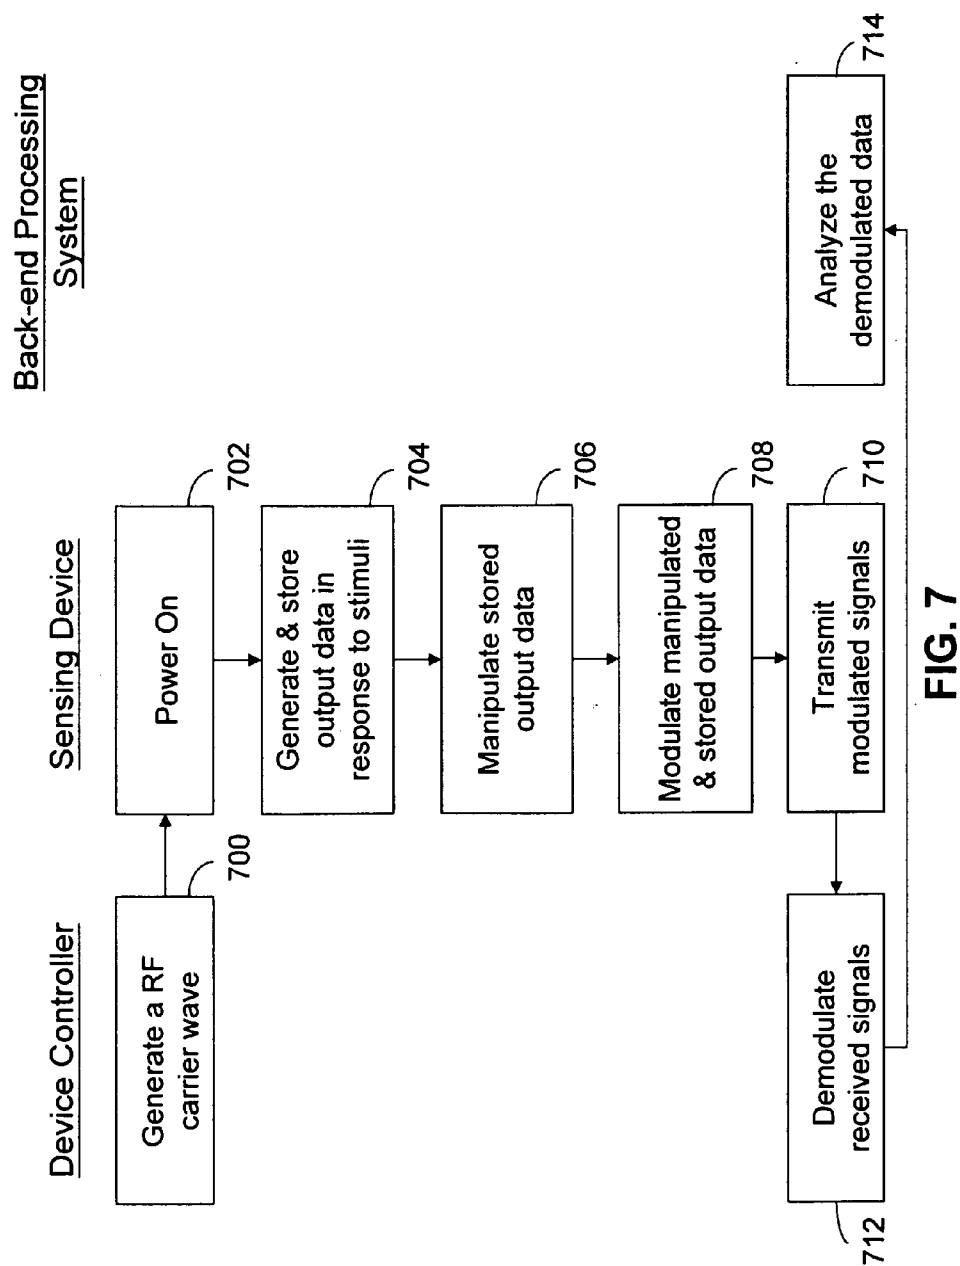 Device Controller
Sensing Device
Back-end Processing
System
Generate a RF
carrier wave
700
Power On
702
Generate & store
output data in
response to stimuli
704
Manipulate stored
output data
706
Modulate manipulated
& stored output data
708
Transmit
modulated signals
710
Demodulate
received signals
712
Analyze the
demodulated data
714
FIG. 7